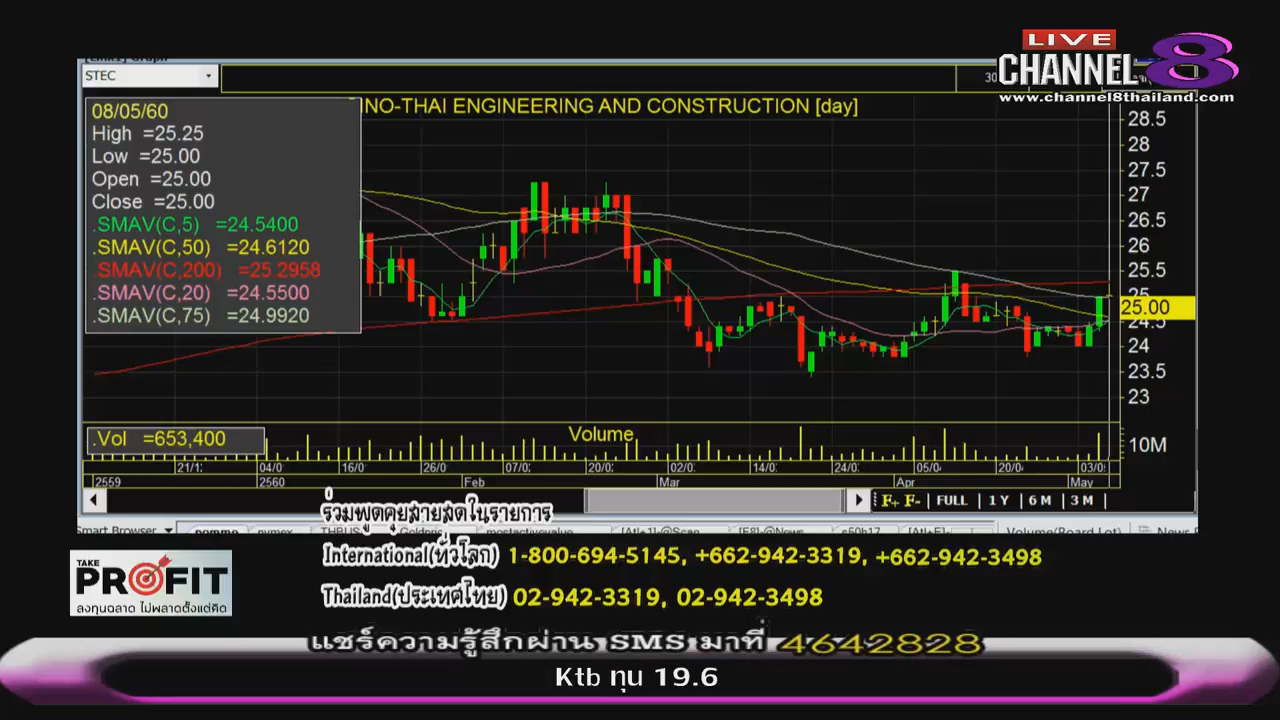 LIVE
CHANNEL 8
www.channel8thailand.com
STEC
NO-THAI ENGINEERING AND CONSTRUCTION [day]
08/05/60
High =25.25
Low =25.00
Open =25.00
Close =25.00
.SMAV(C,5) =24.5400
.SMAV(C,50) =24.6120
.SMAV(C,200) =25.2958
.SMAV(C,20) =24.5500
.SMAV(C,75) =24.9920
28.5
28
27.5
27
26.5
26
25.5
25
25.00
24.5
24
23.5
23
.Vol =653,400
Volume
10M
21/1 04/0 16/0 26/0 07/0 20/0 02/0 14/0 24/0 05/0 20/0 03/0
2559 2560 Feb Mar Apr May
F+ F- FULL 1 Y 6 M 3 M
ร่วมพูดคุยสายสดในรายการ
International(ทั่วโลก) 1-800-694-5145, +662-942-3319, +662-942-3498
Thailand(ประเทศไทย) 02-942-3319, 02-942-3498
TAKE
PROFIT
ลงทุนฉลาด ไม่พลาดตั้งแต่คิด
แชร์ความรู้สึกผ่าน SMS มาที่ 4642828
Ktb ทุน 19.6